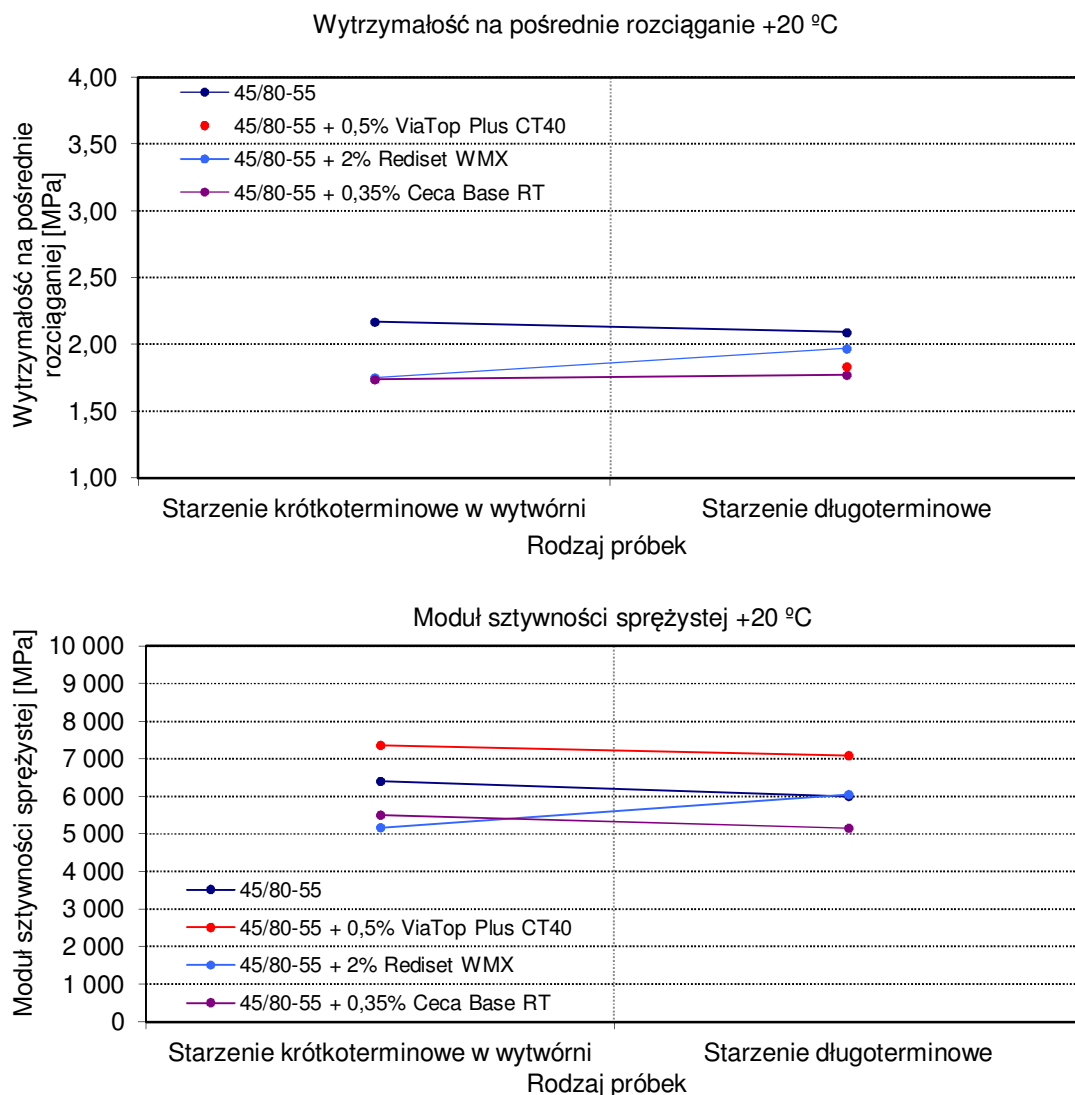 Wytrzymałość na pośrednie rozciąganie +20 ºC
Wytrzymałość na pośrednie
rozciąganiej [MPa]
4,00
3,50
3,00
2,50
2,00
1,50
1,00
45/80-55
45/80-55 + 0,5% ViaTop Plus CT40
45/80-55 + 2% Rediset WMX
45/80-55 + 0,35% Ceca Base RT
Starzenie krótkoterminowe w wytwórni
Starzenie długoterminowe
Rodzaj próbek
Moduł sztywności sprężystej +20 ºC
Moduł sztywności sprężystej [MPa]
10 000
9 000
8 000
7 000
6 000
5 000
4 000
3 000
2 000
1 000
0
45/80-55
45/80-55 + 0,5% ViaTop Plus CT40
45/80-55 + 2% Rediset WMX
45/80-55 + 0,35% Ceca Base RT
Starzenie krótkoterminowe w wytwórni
Starzenie długoterminowe
Rodzaj próbek